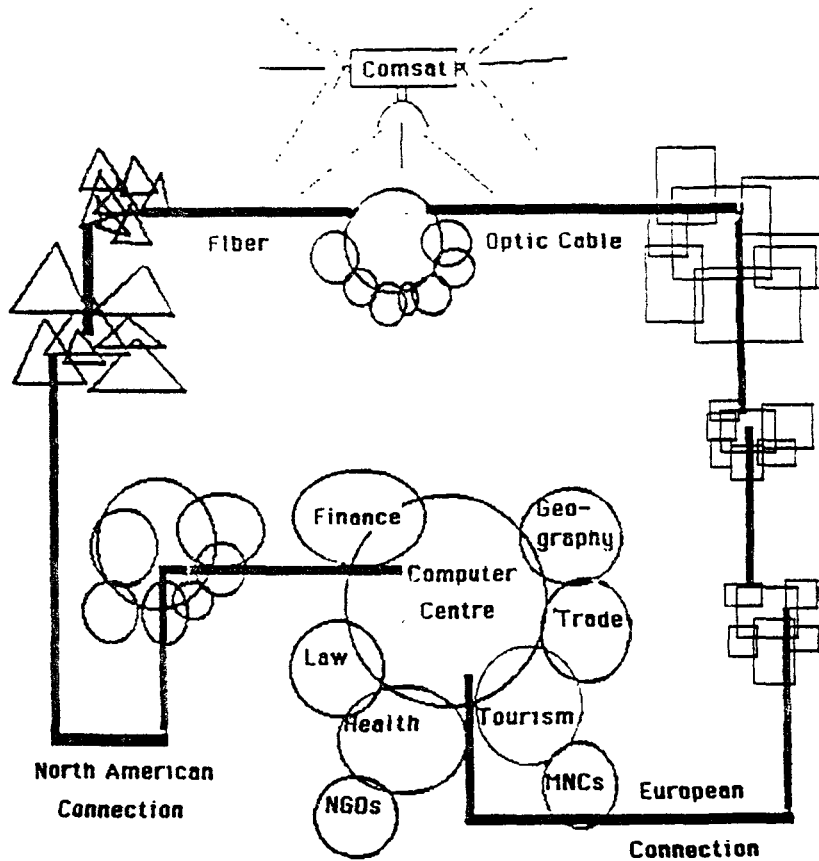 Comsat
Fiber
Optic Cable
Finance
Geo-
graphy
Computer
Centre
Trade
Law
Health
Tourism
North American
Connection
NGOs
MNCs
European
Connection